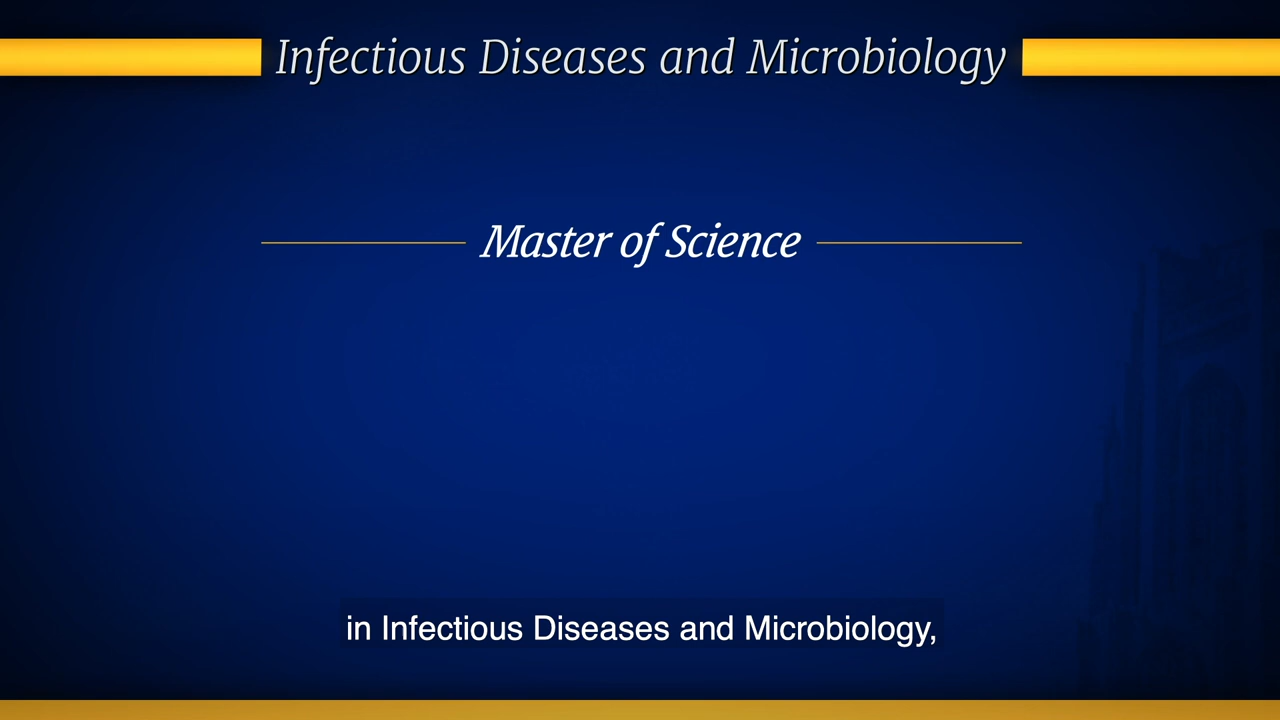 Infectious Diseases and Microbiology
Master of Science
in Infectious Diseases and Microbiology,